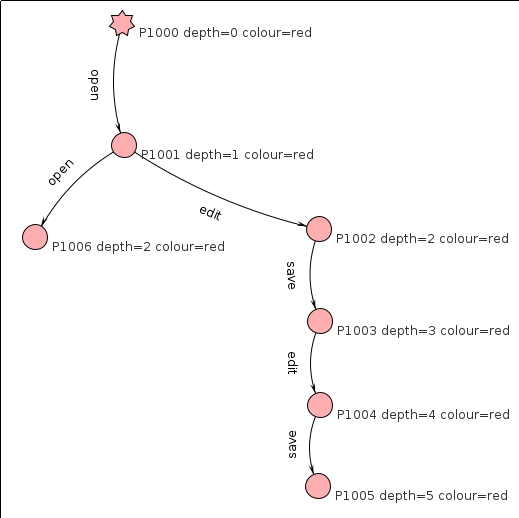 P1000 depth=0 colour=red
open
P1001 depth=1 colour=red
open
edit
P1006 depth=2 colour=red
P1002 depth=2 colour=red
save
P1003 depth=3 colour=red
edit
P1004 depth=4 colour=red
save
P1005 depth=5 colour=red